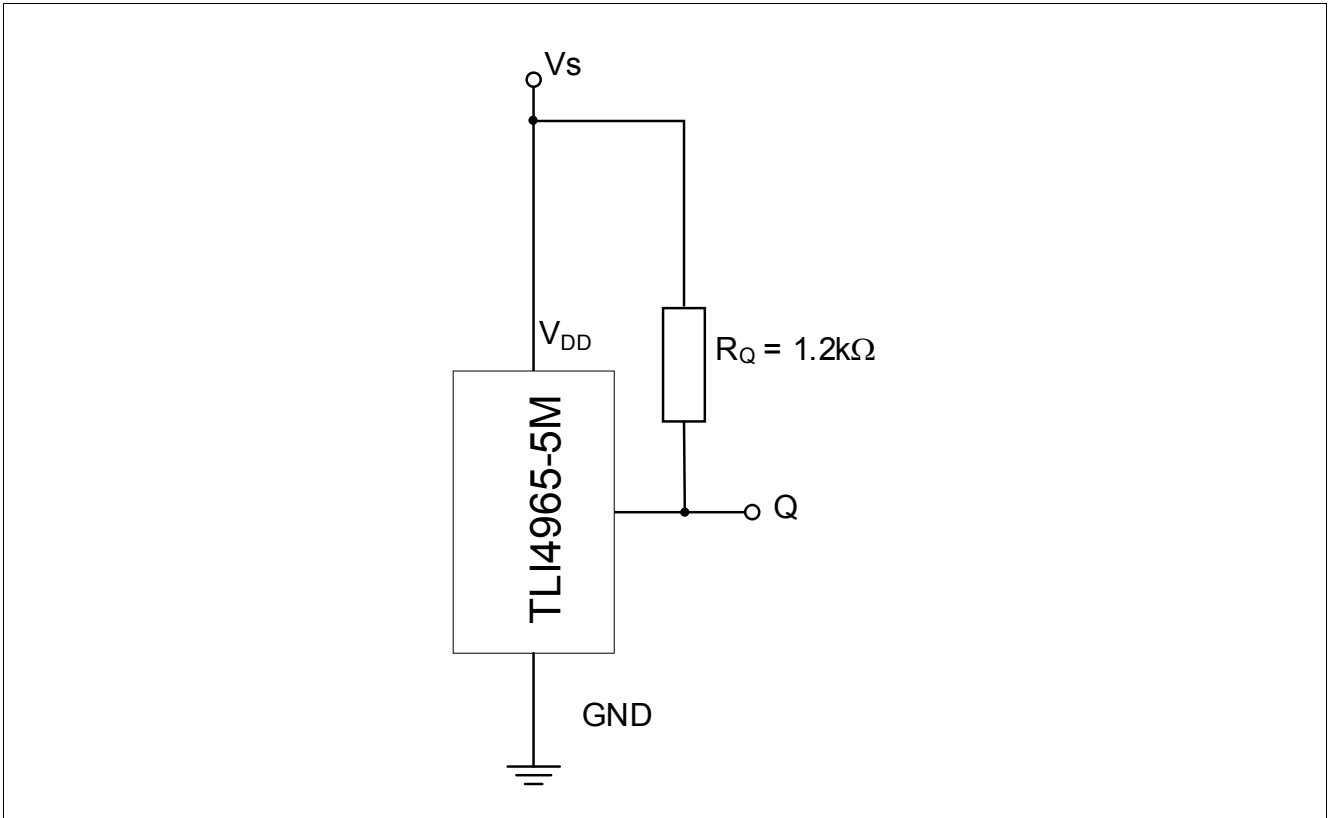 Vs
VDD
RQ = 1.2kΩ
TLI4965-5M
Q
GND